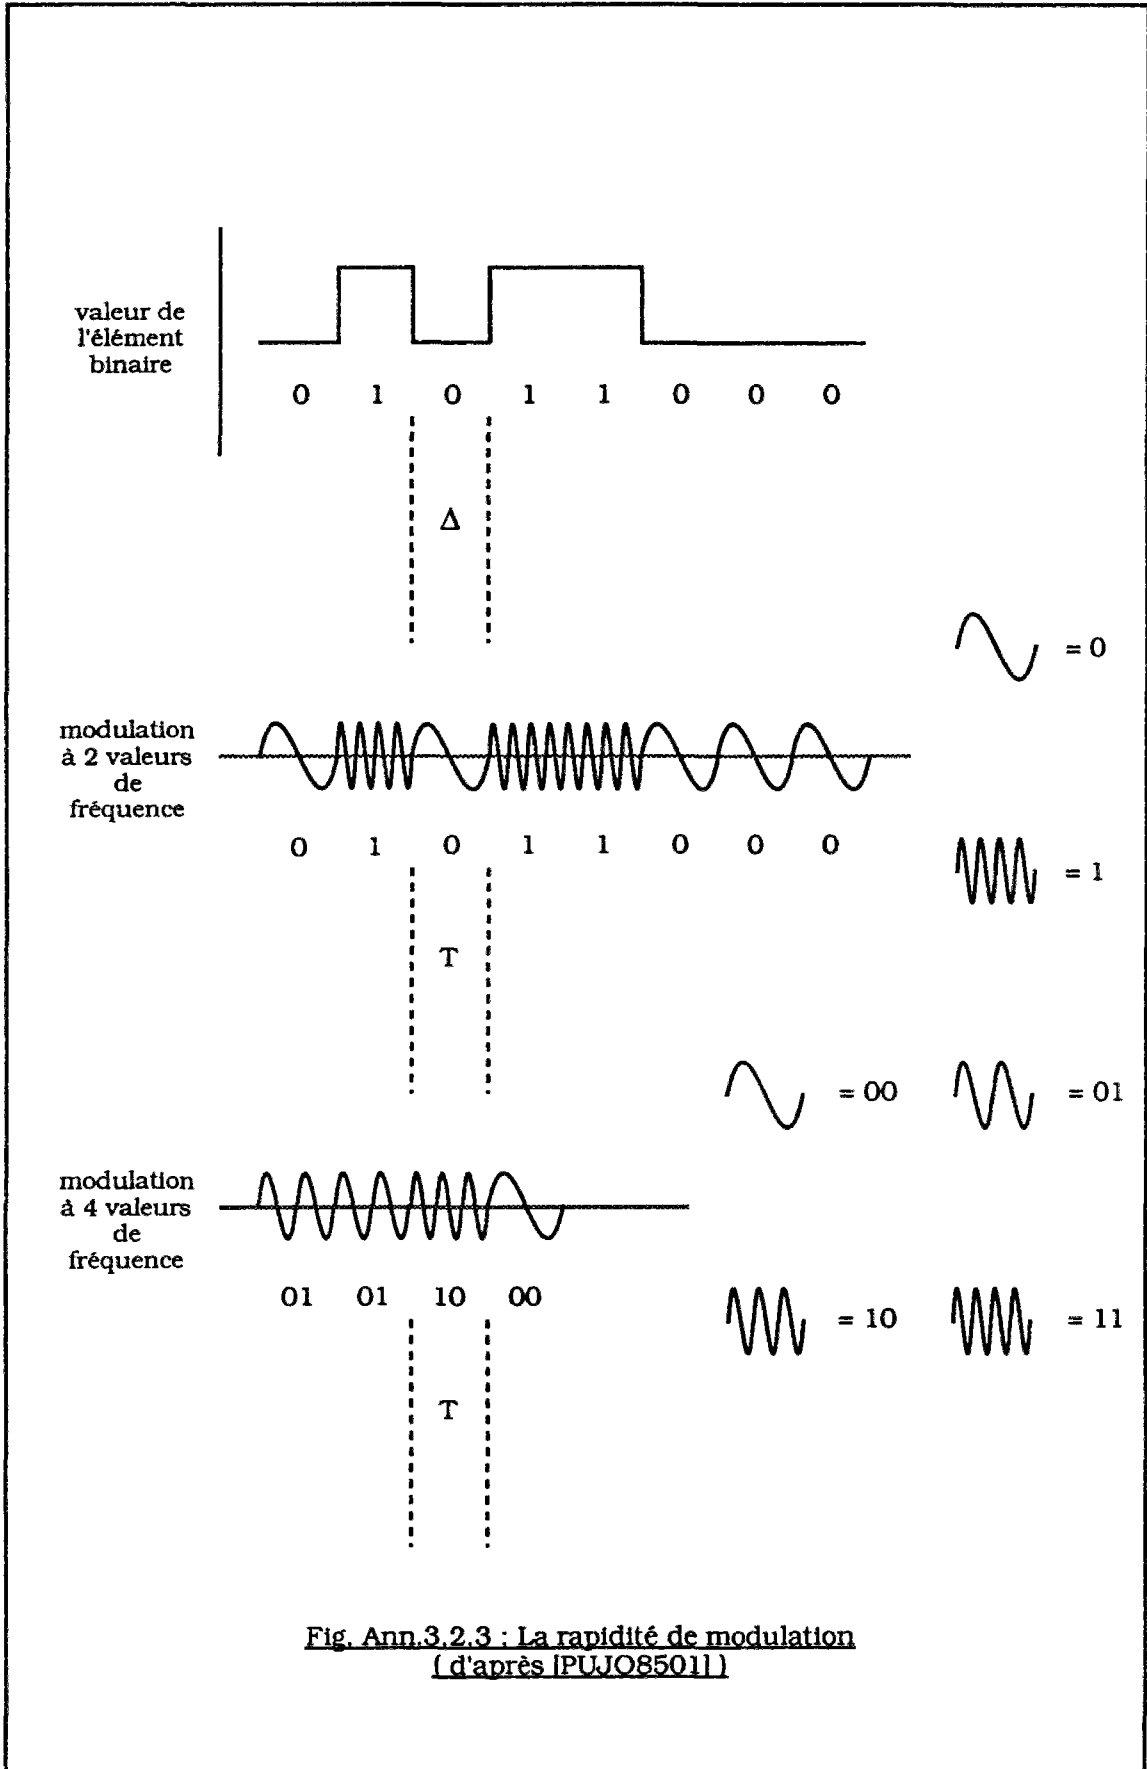 valeur de
l'élément
binaire
0 1 0 1 1 0 0 0
Δ
= 0
modulation
à 2 valeurs
de
fréquence
0 1 0 1 1 0 0 0
= 1
T
= 00 = 01
modulation
à 4 valeurs
de
fréquence
01 01 10 00
= 10 = 11
T
Fig. Ann.3.2.3 : La rapidité de modulation
( d'après [PUJO8501] )